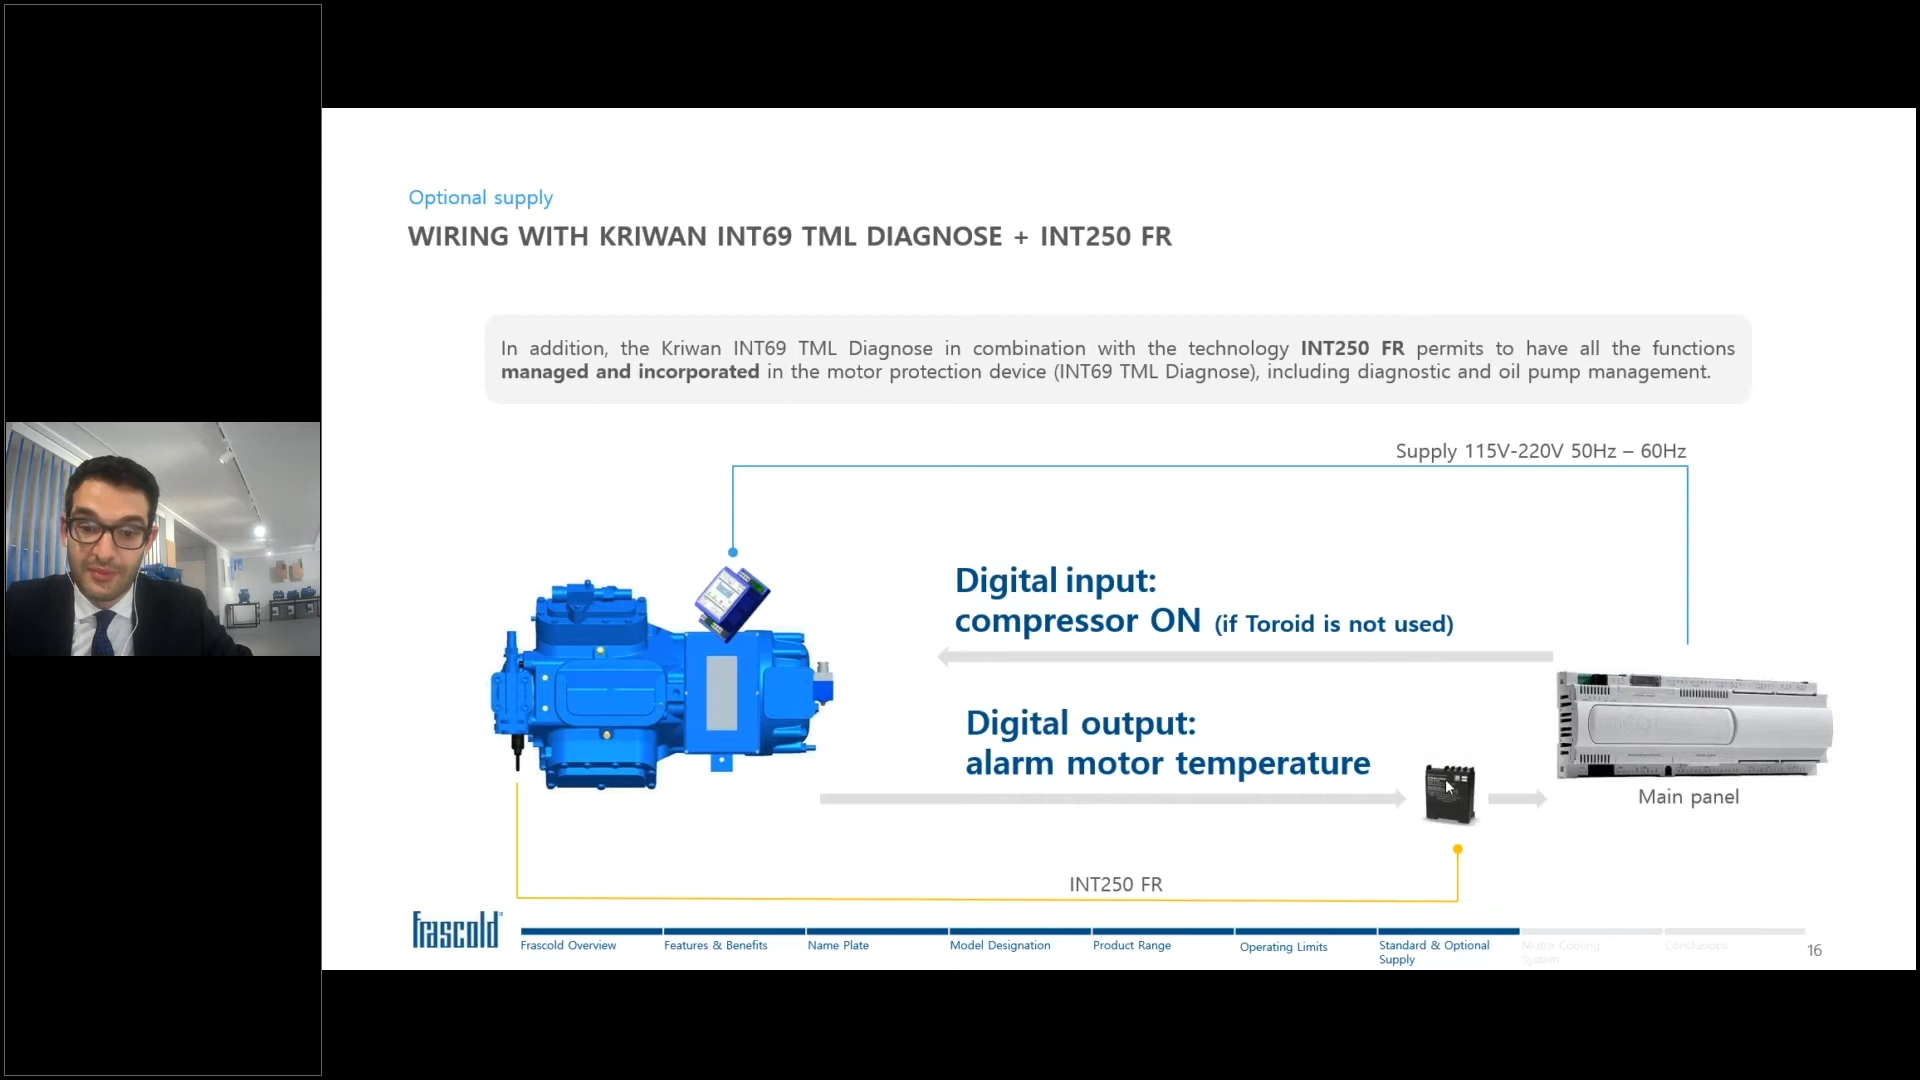 Optional supply
WIRING WITH KRIWAN INT69 TML DIAGNOSE + INT250 FR
In addition, the Kriwan INT69 TML Diagnose in combination with the technology INT250 FR permits to have all the functions
managed and incorporated in the motor protection device (INT69 TML Diagnose), including diagnostic and oil pump management.
Supply 115V-220V 50Hz – 60Hz
Digital input:
compressor ON (if Toroid is not used)
Digital output:
alarm motor temperature
Main panel
INT250 FR
frascold
Frascold Overview
Features & Benefits
Name Plate
Model Designation
Product Range
Operating Limits
Standard & Optional
Supply
Motor Cooling
System
Conclusions
16